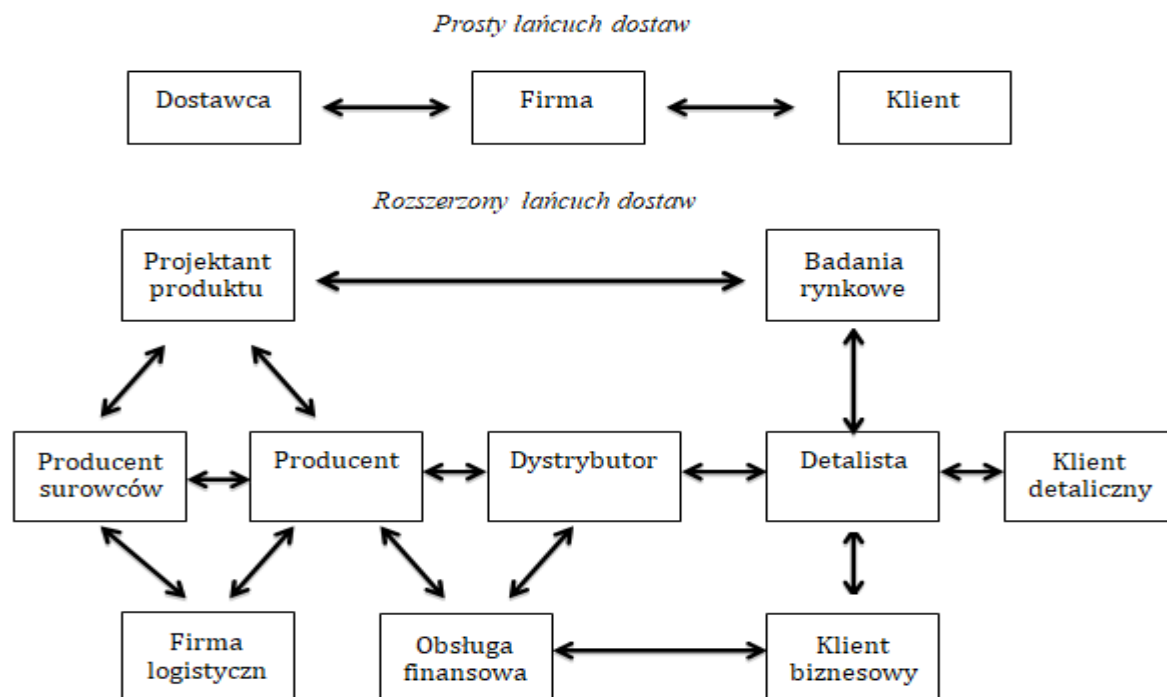 Prosty łańcuch dostaw
Dostawca
Firma
Klient
Rozszerzony łańcuch dostaw
Projektant
produktu
Badania
rynkowe
Producent
surowców
Producent
Dystrybutor
Detalista
Klient
detaliczny
Firma
logistyczn
Obsługa
finansowa
Klient
biznesowy